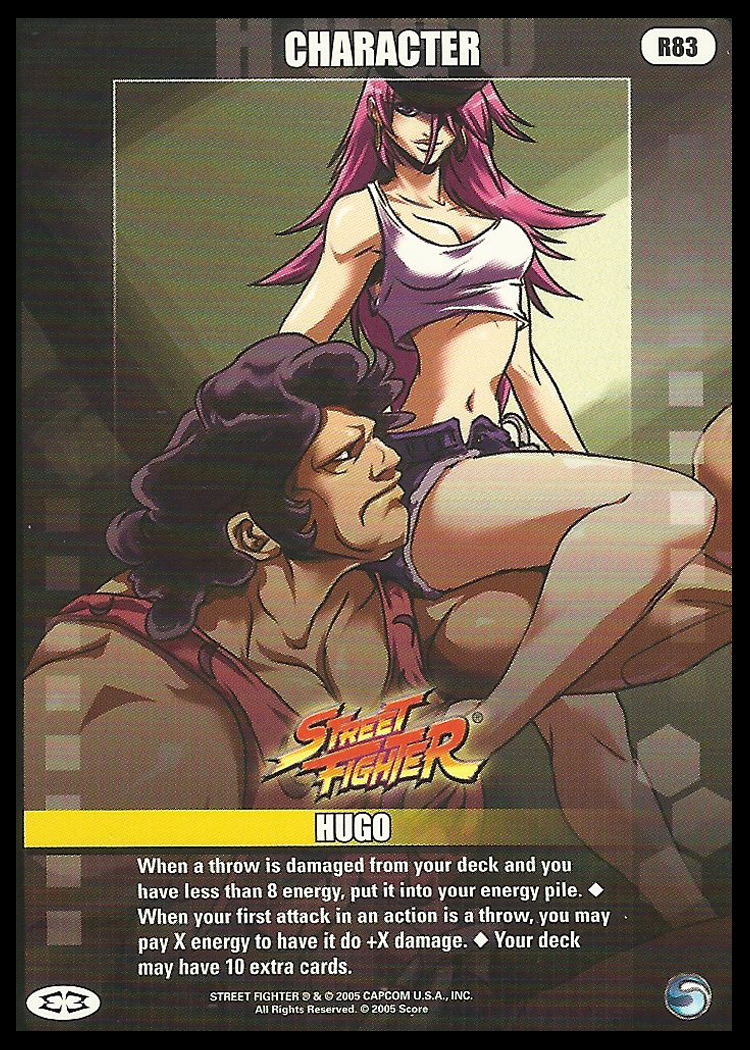 HUGO
CHARACTER
R83
STREET
FIGHTER®
HUGO
When a throw is damaged from your deck and you
have less than 8 energy, put it into your energy pile. ◆
When your first attack in an action is a throw, you may
pay X energy to have it do +X damage. ◆ Your deck
may have 10 extra cards.
STREET FIGHTER ® & © 2005 CAPCOM U.S.A., INC.
All Rights Reserved. © 2005 Score